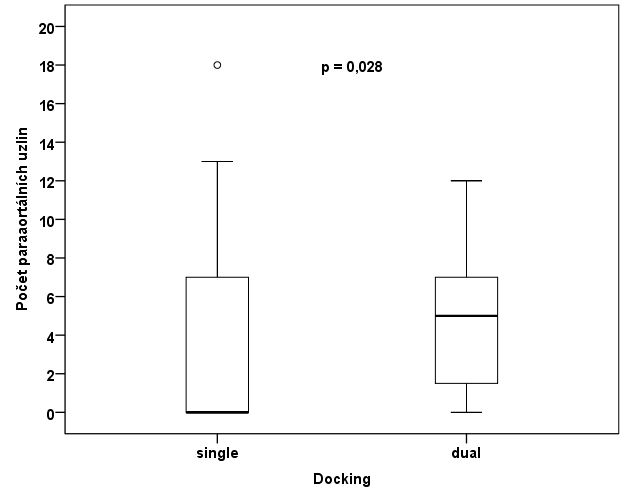 20
18
16
14
12
10
8
6
4
2
0
Počet paraaortálních uzlin
p = 0,028
single
dual
Docking